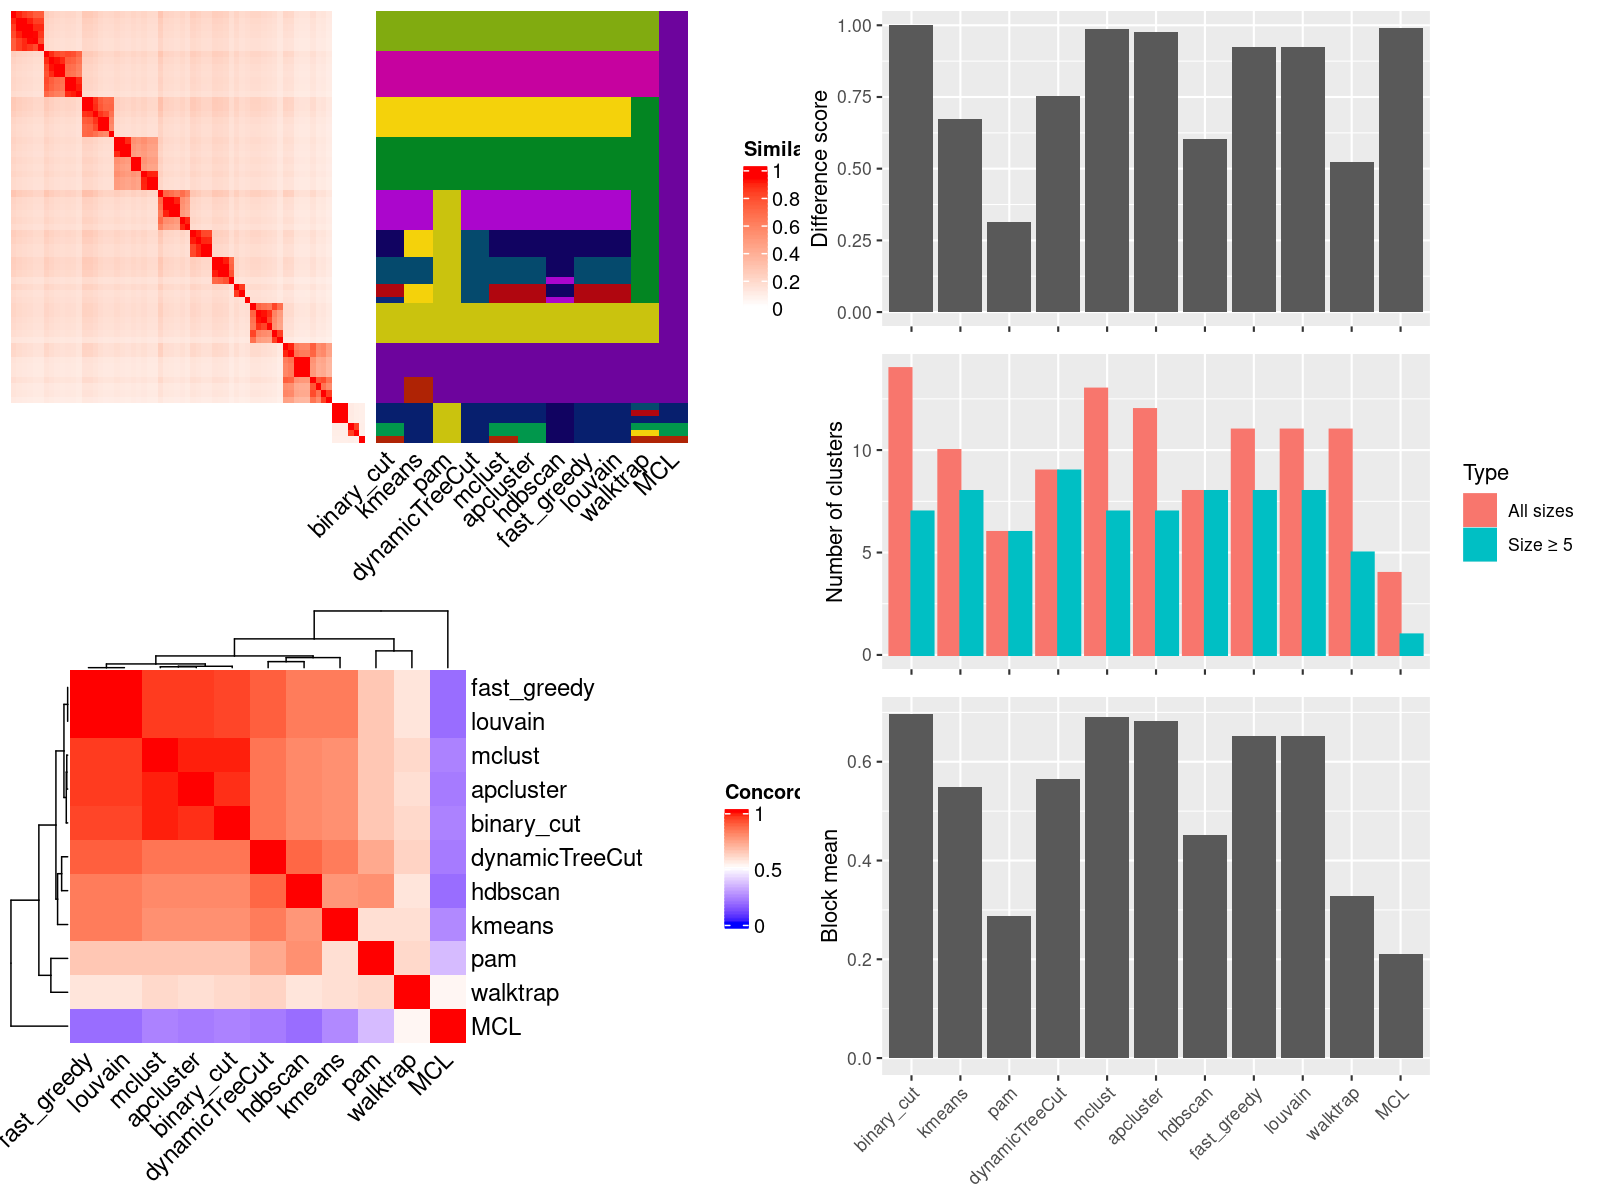 Simila
1
0.8
0.6
0.4
0.2
0
binary_cut
kmeans
pam
dynamicTreeCut
mclust
apcluster
hdbscan
fast_greedy
louvain
walktrap
MCL
fast_greedy
louvain
mclust
apcluster
binary_cut
dynamicTreeCut
hdbscan
kmeans
pam
walktrap
MCL
fast_greedy
louvain
mclust
apcluster
binary_cut
dynamicTreeCut
hdbscan
kmeans
pam
walktrap
MCL
Concord
1
0.5
0
Difference score
1.00
0.75
0.50
0.25
0.00
Number of clusters
10
5
0
Type
All sizes
Size ≥ 5
Block mean
0.6
0.4
0.2
0.0
binary_cut
kmeans
pam
dynamicTreeCut
mclust
apcluster
hdbscan
fast_greedy
louvain
walktrap
MCL